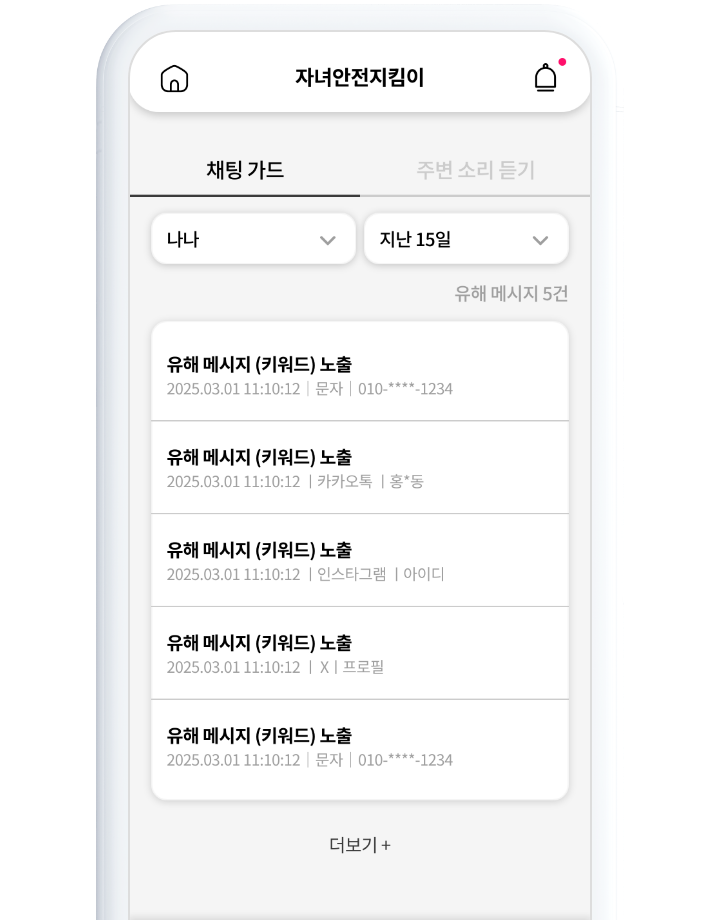 자녀안전지킴이
채팅 가드 주변 소리 듣기
나나 지난 15일
유해 메시지 5건
유해 메시지 (키워드) 노출
2025.03.01 11:10:12 | 문자 | 010-****-1234
유해 메시지 (키워드) 노출
2025.03.01 11:10:12 | 카카오톡 | 홍*동
유해 메시지 (키워드) 노출
2025.03.01 11:10:12 | 인스타그램 | 아이디
유해 메시지 (키워드) 노출
2025.03.01 11:10:12 | X | 프로필
유해 메시지 (키워드) 노출
2025.03.01 11:10:12 | 문자 | 010-****-1234
더보기 +